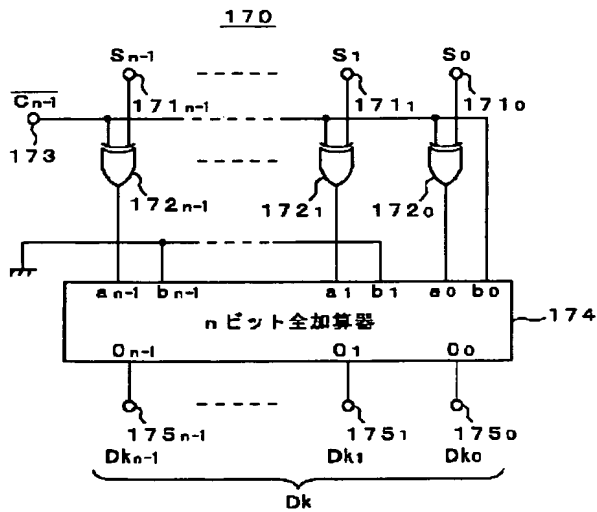 170
Sn-1 S1 S0
C̅n̅-̅1̅ 171n-1 1711 1710
173
172n-1 1721 1720
an-1 bn-1 a1 b1 a0 b0
nビット全加算器 174
On-1 O1 O0
175n-1 1751 1750
Dkn-1 Dk1 Dk0
Dk